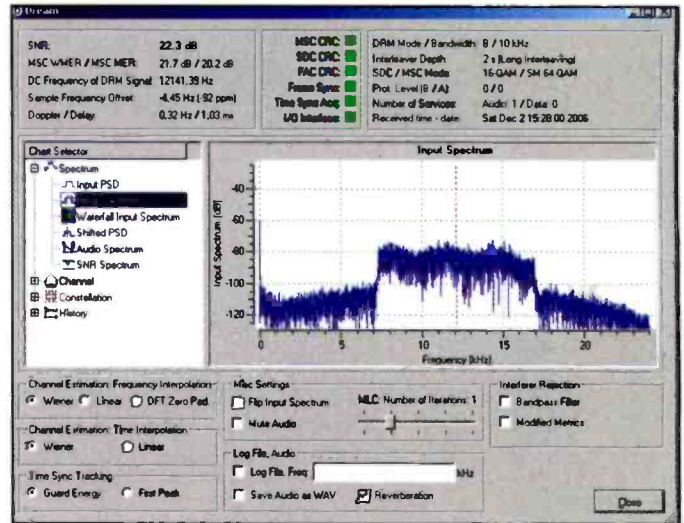 Dream
SNR: 22.3 dB
MSC WMER / MSC MER: 21.7 dB / 20.2 dB
DC Frequency of DRM Signal: 12141,39 Hz
Sample Frequency Offset: -4.45 Hz (-92 ppm)
Doppler / Delay: 0,32 Hz / 1,03 ms
MSC CRC:
SDC CRC:
FAC CRC:
Frame Sync:
Time Sync Acq:
I/O Interface:
DRM Mode / Bandwidth: B / 10 kHz
Interleaver Depth: 2 s (Long Interleaving)
SDC / MSC Mode: 16-QAM / SM 64-QAM
Prot. Level (B / A): 0 / 0
Number of Services: Audio: 1 / Data: 0
Received time - date: Sat Dec 2 15:28:00 2006
Chart Selector
Spectrum
Input PSD
Waterfall Input Spectrum
Shifted PSD
Audio Spectrum
SNR Spectrum
Channel
Constellation
History
Input Spectrum
Input Spectrum [dB]
-40
-60
-80
-100
-120
0 5 10 15 20
Frequency [kHz]
Channel Estimation: Frequency Interpolation
Wiener Linear DFT Zero Pad.
Channel Estimation: Time Interpolation
Wiener Linear
Time Sync Tracking
Guard Energy First Peak
Misc Settings
Flip Input Spectrum
Mute Audio
MLC: Number of Iterations: 1
Log File, Audio
Log File, Freq: kHz
Save Audio as WAV Reverberation
Interferer Rejection
Bandpass Filter
Modified Metrics
Close